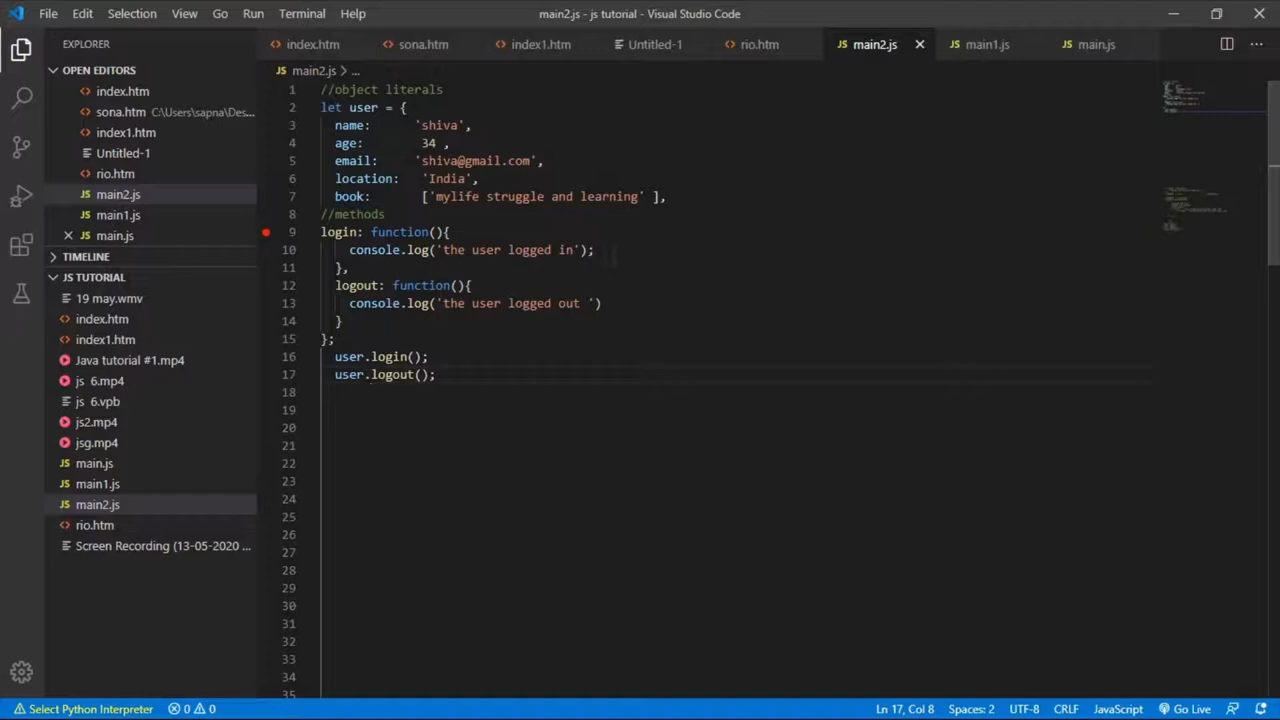 File Edit Selection View Go Run Terminal Help main2.js - js tutorial - Visual Studio Code
EXPLORER
OPEN EDITORS
index.htm
sona.htm C:\Users\sapna\Des...
index1.htm
Untitled-1
rio.htm
main2.js
main1.js
main.js
TIMELINE
JS TUTORIAL
19 may.wmv
index.htm
index1.htm
Java tutorial #1.mp4
js 6.mp4
js 6.vpb
js2.mp4
jsg.mp4
main.js
main1.js
main2.js
rio.htm
Screen Recording (13-05-2020 ...
index.htm sona.htm index1.htm Untitled-1 rio.htm main2.js main1.js main.js
main2.js > ...
1 //object literals
2 let user = {
3 name: 'shiva',
4 age: 34 ,
5 email: 'shiva@gmail.com',
6 location: 'India',
7 book: ['mylife struggle and learning' ],
8 //methods
9 login: function(){
10 console.log('the user logged in');
11 },
12 logout: function(){
13 console.log('the user logged out ')
14 }
15 };
16 user.login();
17 user.logout();
18
19
20
21
22
23
24
25
26
27
28
29
30
31
32
33
34
35
Select Python Interpreter 0 0 Ln 17, Col 8 Spaces: 2 UTF-8 CRLF JavaScript Go Live